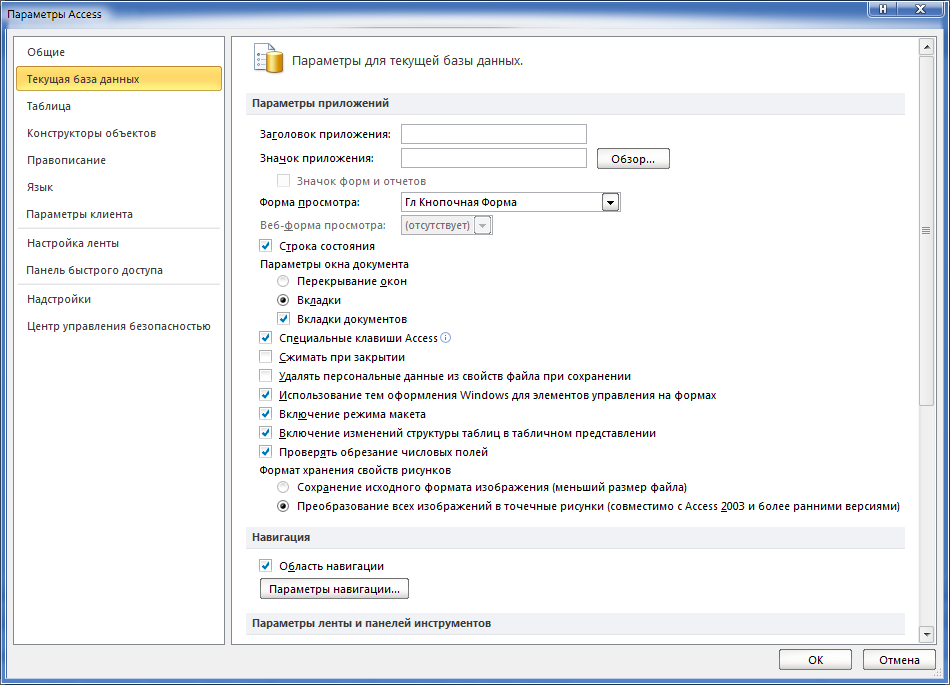 Параметры Access
Общие
Текущая база данных
Таблица
Конструкторы объектов
Правописание
Язык
Параметры клиента
Настройка ленты
Панель быстрого доступа
Надстройки
Центр управления безопасностью
Параметры для текущей базы данных.
Параметры приложений
Заголовок приложения:
Значок приложения: Обзор...
Значок форм и отчетов
Форма просмотра: Гл Кнопочная Форма
Веб-форма просмотра: (отсутствует)
Строка состояния
Параметры окна документа
Перекрывание окон
Вкладки
Вкладки документов
Специальные клавиши Access
Сжимать при закрытии
Удалять персональные данные из свойств файла при сохранении
Использование тем оформления Windows для элементов управления на формах
Включение режима макета
Включение изменений структуры таблиц в табличном представлении
Проверять обрезание числовых полей
Формат хранения свойств рисунков
Сохранение исходного формата изображения (меньший размер файла)
Преобразование всех изображений в точечные рисунки (совместимо с Access 2003 и более ранними версиями)
Навигация
Область навигации
Параметры навигации...
Параметры ленты и панелей инструментов
ОК Отмена